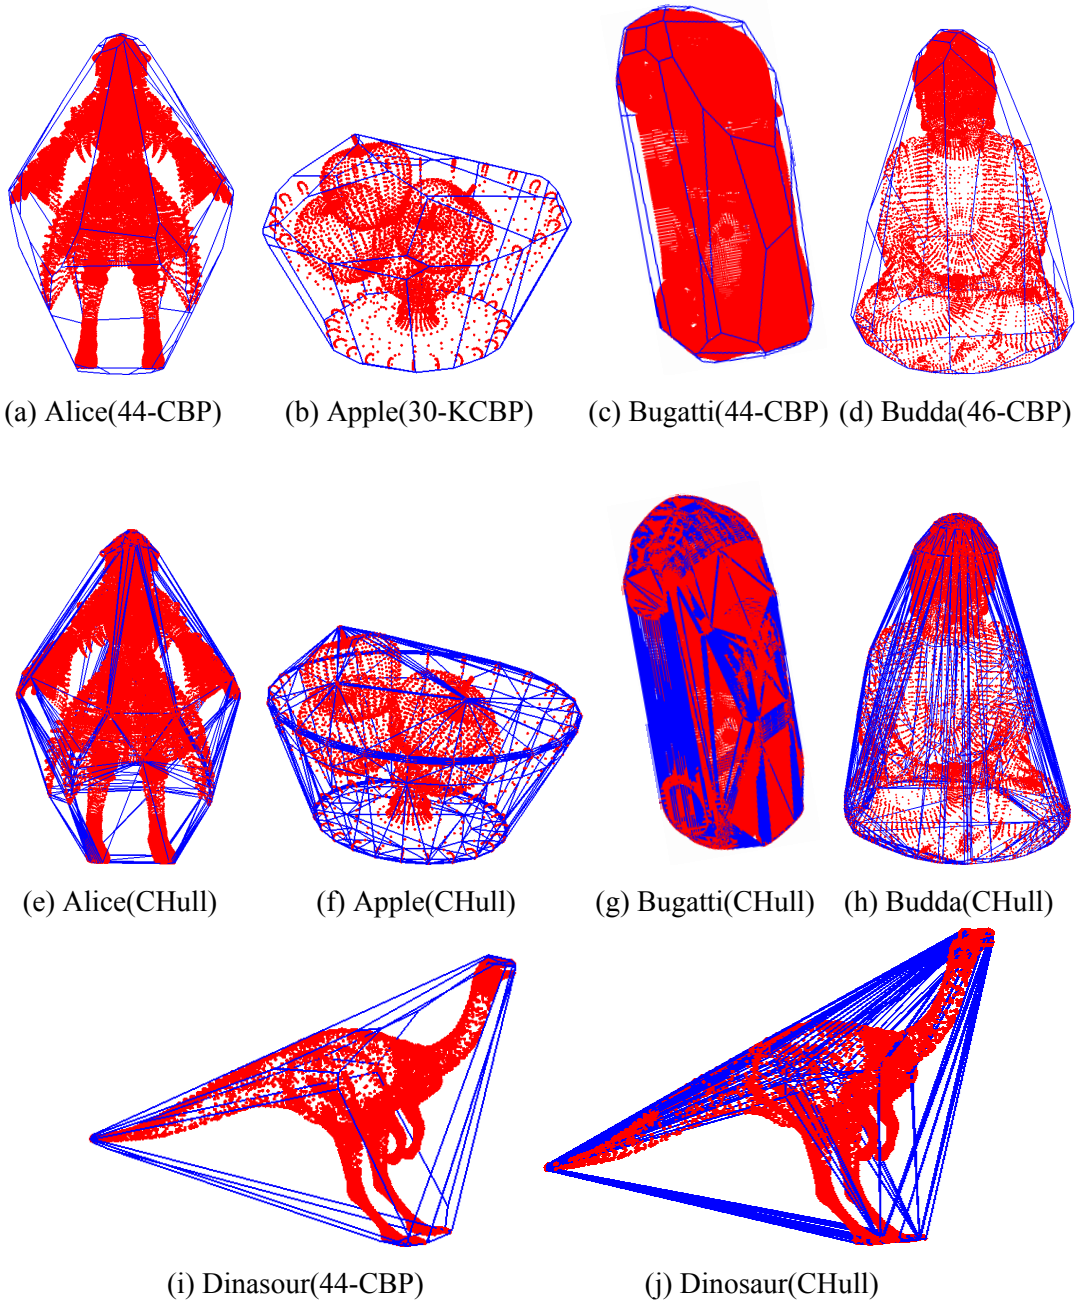 (a) Alice(44-CBP)
(b) Apple(30-KCBP)
(c) Bugatti(44-CBP)
(d) Budda(46-CBP)
(e) Alice(CHull)
(f) Apple(CHull)
(g) Bugatti(CHull)
(h) Budda(CHull)
(i) Dinasour(44-CBP)
(j) Dinosaur(CHull)